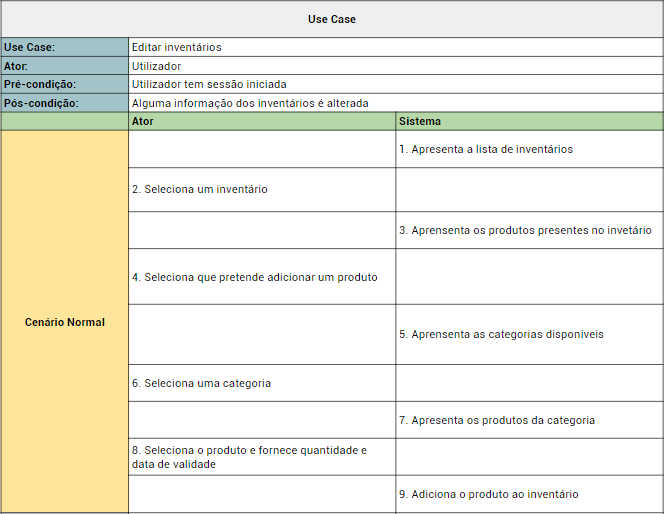 Use Case
Use Case: Editar inventários
Ator: Utilizador
Pré-condição: Utilizador tem sessão iniciada
Pós-condição: Alguma informação dos inventários é alterada
Ator Sistema
Cenário Normal
1. Apresenta a lista de inventários
2. Seleciona um inventário
3. Aprensenta os produtos presentes no invetário
4. Seleciona que pretende adicionar um produto
5. Aprensenta as categorias disponiveis
6. Seleciona uma categoria
7. Apresenta os produtos da categoria
8. Seleciona o produto e fornece quantidade e
data de validade
9. Adiciona o produto ao inventário